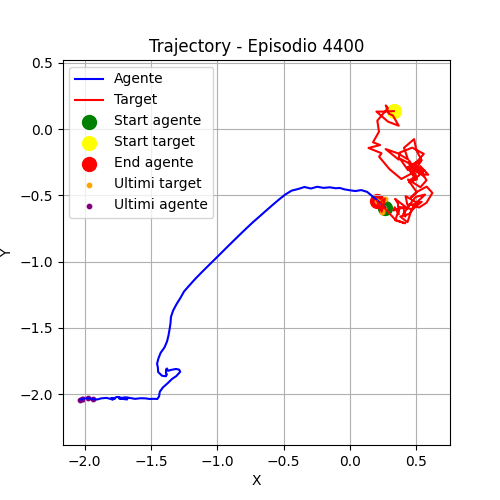 Trajectory - Episodio 4400
Agente
Target
Start agente
Start target
End agente
Ultimi target
Ultimi agente
0.5
0.0
−0.5
−1.0
−1.5
−2.0
Y
−2.0 −1.5 −1.0 −0.5 0.0 0.5
X